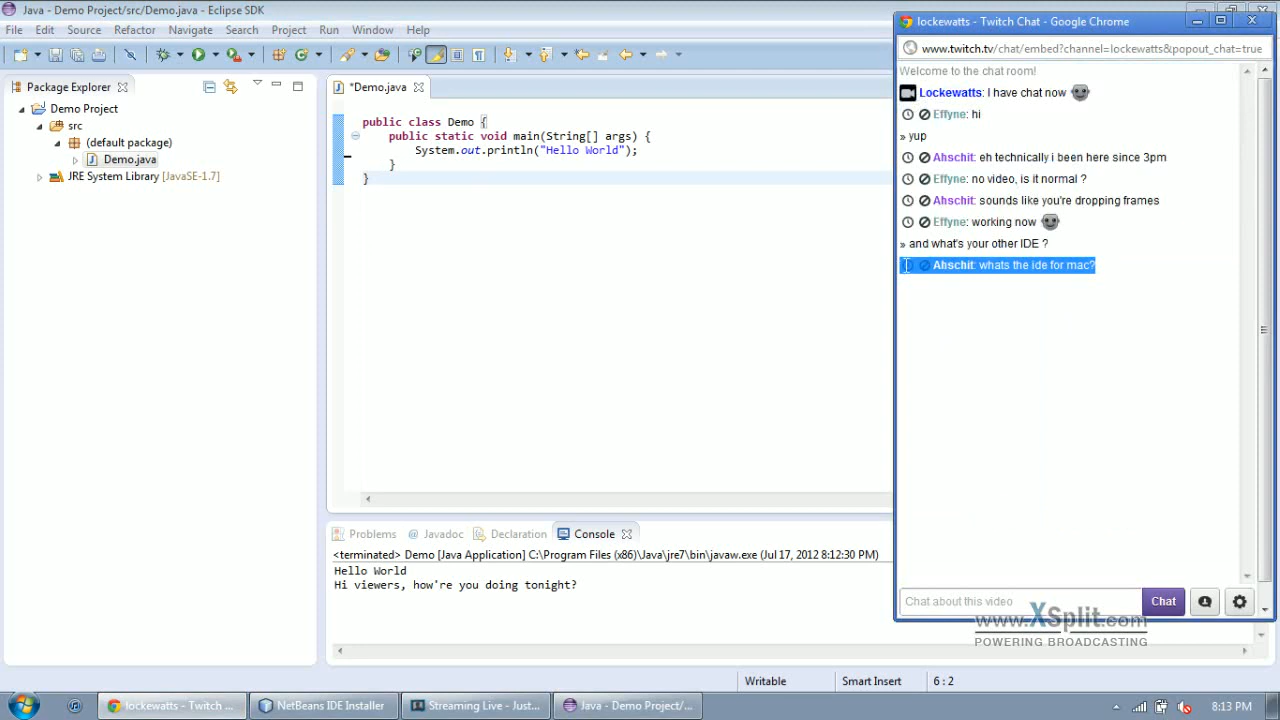 Java - Demo Project/src/Demo.java - Eclipse SDK
File Edit Source Refactor Navigate Search Project Run Window Help
Package Explorer
Demo Project
src
(default package)
Demo.java
JRE System Library [JavaSE-1.7]
*Demo.java
public class Demo {
public static void main(String[] args) {
System.out.println("Hello World");
}
}
Problems Javadoc Declaration Console
<terminated> Demo [Java Application] C:\Program Files (x86)\Java\jre7\bin\javaw.exe (Jul 17, 2012 8:12:30 PM)
Hello World
Hi viewers, how're you doing tonight?
Writable Smart Insert 6 : 2
lockewatts - Twitch Chat - Google Chrome
www.twitch.tv/chat/embed?channel=lockewatts&popout_chat=true
Welcome to the chat room!
Lockewatts: I have chat now
Effyne: hi
» yup
Ahschit: eh technically i been here since 3pm
Effyne: no video, is it normal ?
Ahschit: sounds like you're dropping frames
Effyne: working now
» and what's your other IDE ?
Ahschit: whats the ide for mac?
Chat about this video
Chat
www.XSplit.com
POWERING BROADCASTING
lockewatts - Twitch ...
NetBeans IDE Installer
Streaming Live - Just...
Java - Demo Project/...
8:13 PM